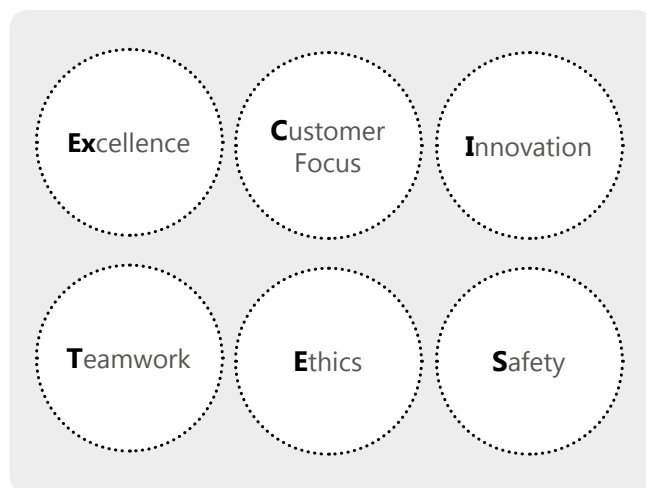 Excellence
Customer
Focus
Innovation
Teamwork
Ethics
Safety